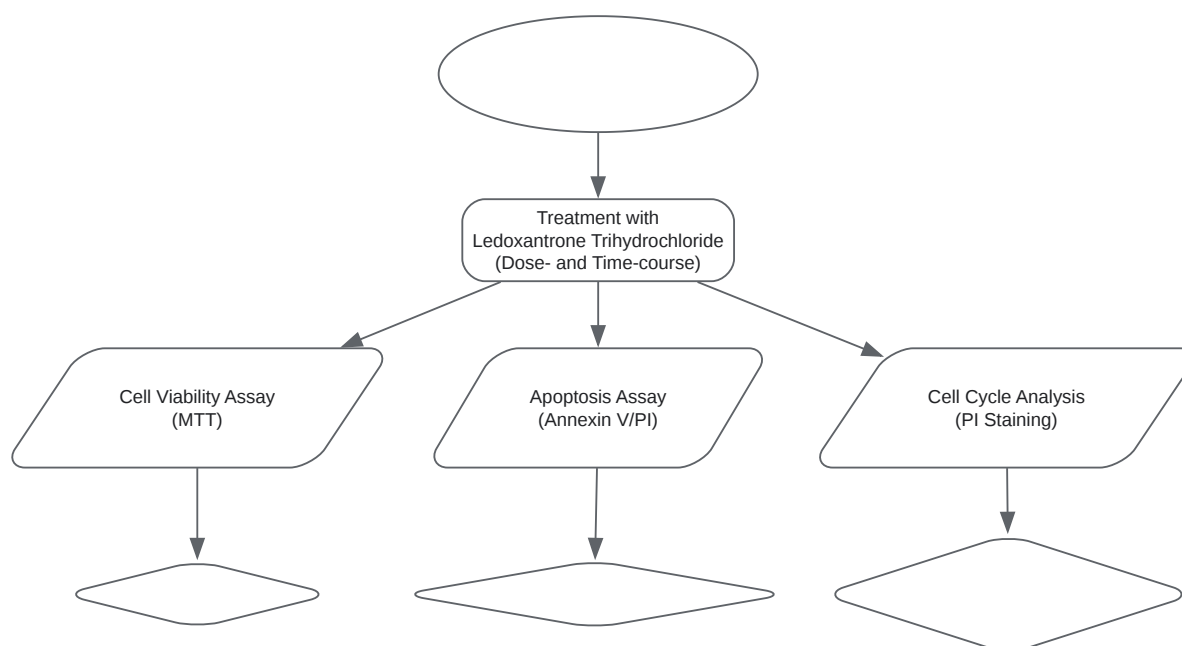 Treatment with
Ledoxantrone Trihydrochloride
(Dose- and Time-course)
Cell Viability Assay
(MTT)
Apoptosis Assay
(Annexin V/PI)
Cell Cycle Analysis
(PI Staining)